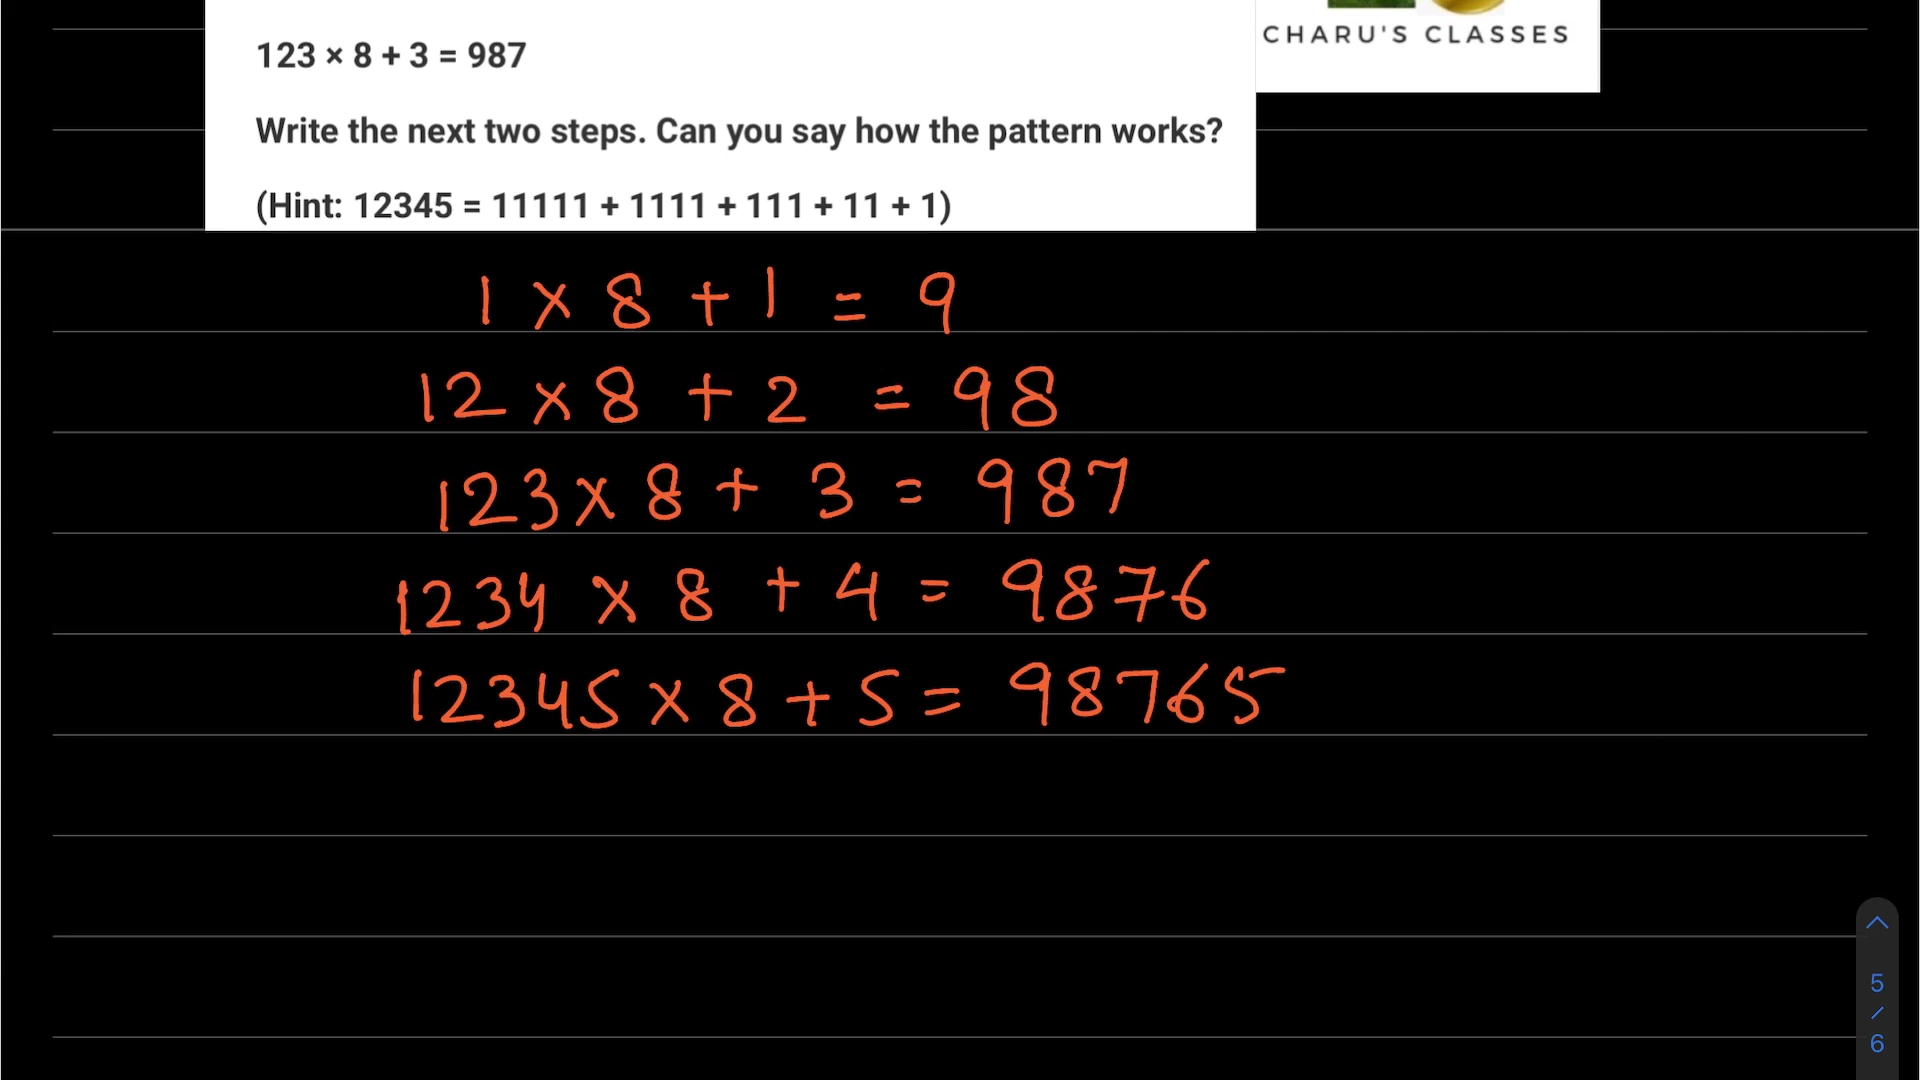 CHARU'S CLASSES
123 × 8 + 3 = 987
Write the next two steps. Can you say how the pattern works?
(Hint: 12345 = 11111 + 1111 + 111 + 11 + 1)
1 × 8 + 1 = 9
12 × 8 + 2 = 98
123 × 8 + 3 = 987
1234 × 8 + 4 = 9876
12345 × 8 + 5 = 98765
5
/
6